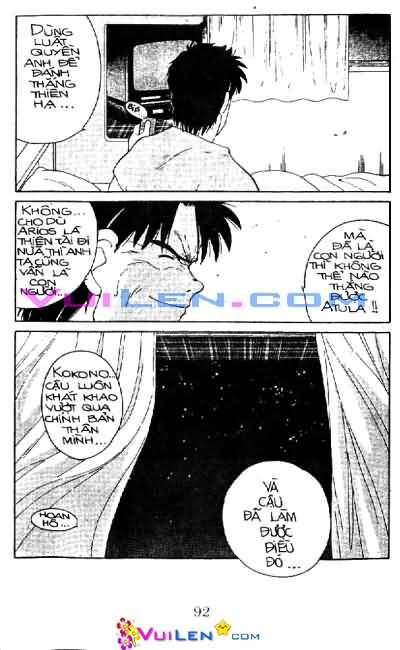 DÙNG
LUẬT
QUYỀN
ANH ĐỂ
ĐÁNH
THẮNG
THIÊN
HẠ...
BÍP
KHÔNG...
CHO DÙ
ARIOS LÀ
THIÊN TÀI ĐI
NỮA THÌ ANH
TA CŨNG
VẪN LÀ
CON
NGƯỜI
MÀ
ĐÃ LÀ
CON NGƯỜI
THÌ KHÔNG
THỂ NÀO
THẮNG
ĐƯỢC
ATULA!!
VuiLen.com
KOKONO...
CẬU LUÔN
KHÁT KHAO
VƯỢT QUA
CHÍNH BẢN
THÂN
MÌNH...
HOAN
HÔ...
VÀ
CẬU
ĐÃ LÀM
ĐƯỢC
ĐIỀU
ĐÓ...
92
VuiLen.com